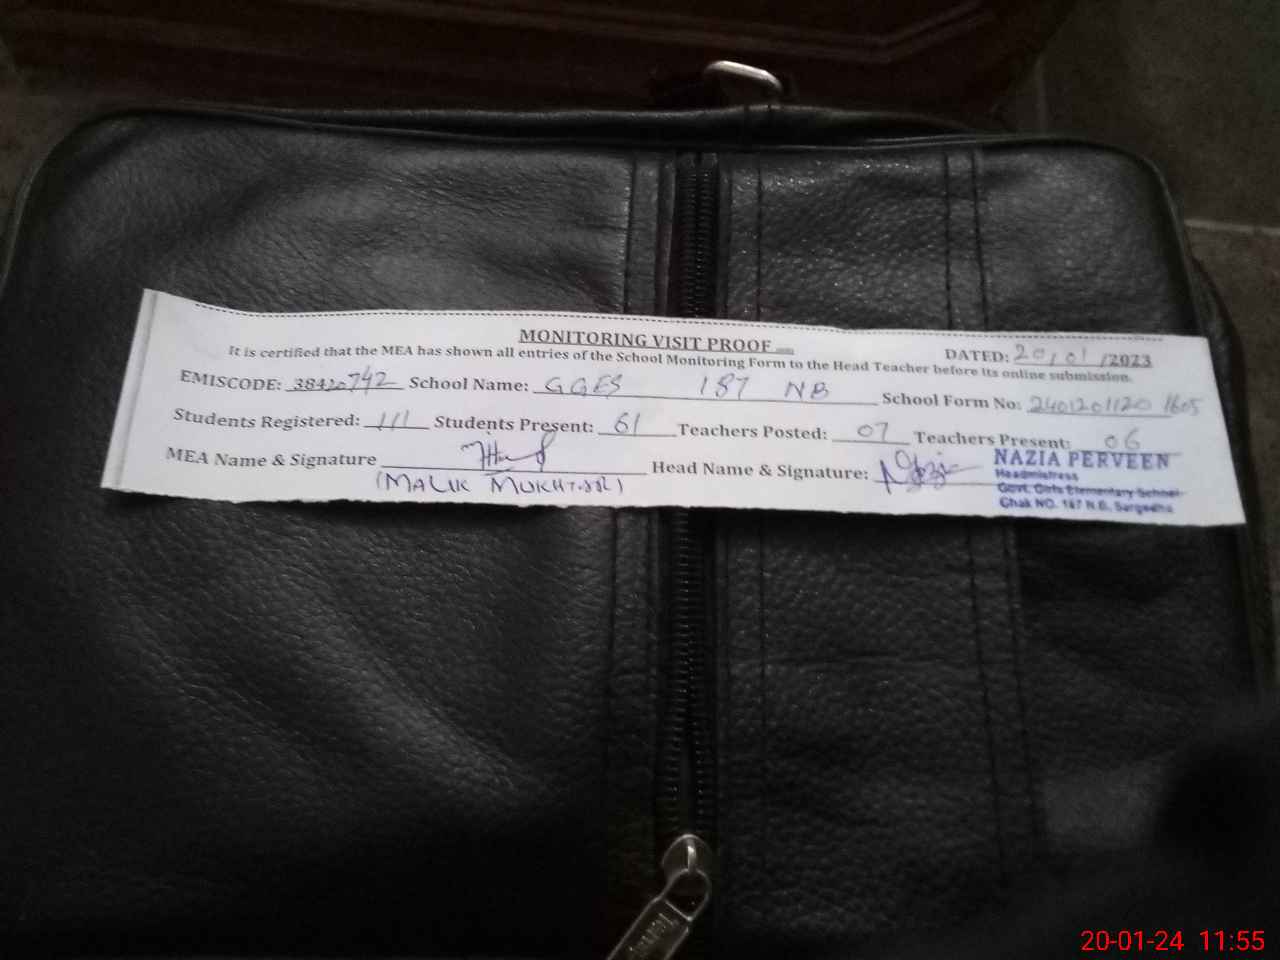 MONITORING VISIT PROOF
DATED: 20/01/2023
It is certified that the MEA has shown all entries of the School Monitoring Form to the Head Teacher before its online submission.
EMISCODE: 38420742 School Name: GGES 187 NB School Form No: 2401201120 1605
Students Registered: 111 Students Present: 61 Teachers Posted: 07 Teachers Present: 06
MEA Name & Signature Head Name & Signature:
(MALIK MUKHTAR)
NAZIA PERVEEN
Headmistress
Govt. Girls Elementary School
Chak NO. 187 N.B, Sargodha
20-01-24 11:55